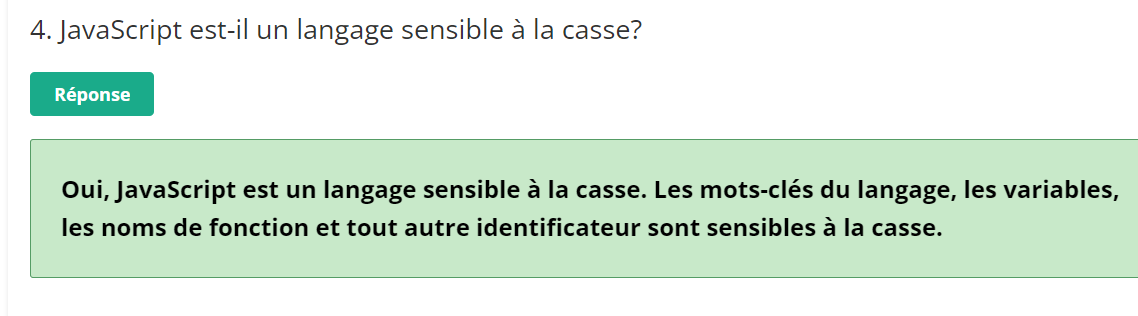 4. JavaScript est-il un langage sensible à la casse?
Réponse
Oui, JavaScript est un langage sensible à la casse. Les mots-clés du langage, les variables,
les noms de fonction et tout autre identificateur sont sensibles à la casse.